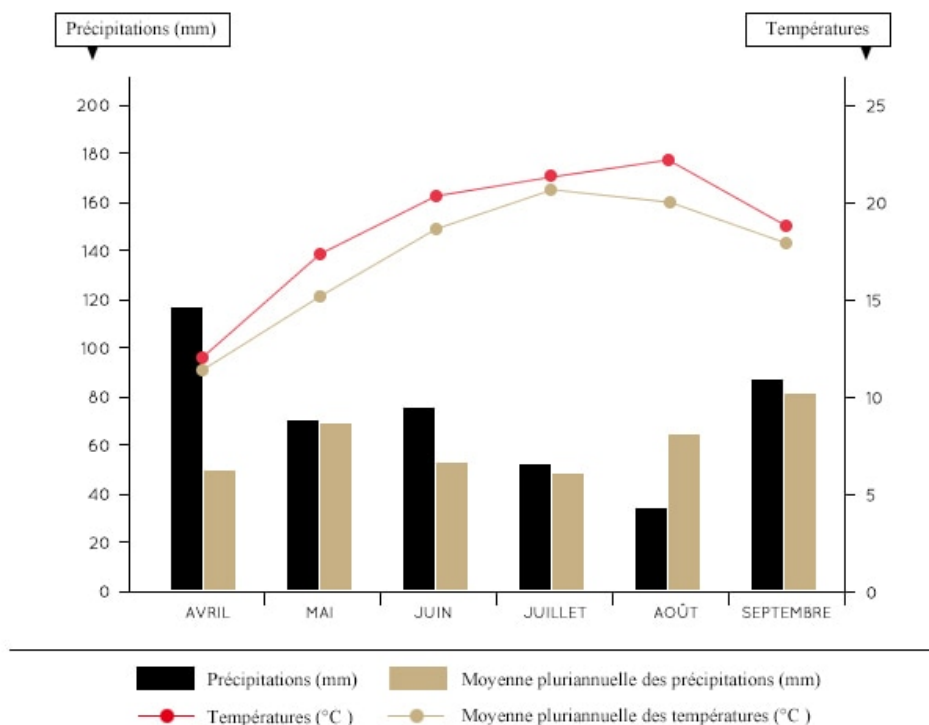 Précipitations (mm) Températures
200 25
180
160 20
140
120 15
100
80 10
60
40 5
20
0 0
AVRIL MAI JUIN JUILLET AOÛT SEPTEMBRE
Précipitations (mm) Moyenne pluriannuelle des précipitations (mm)
Températures (°C ) Moyenne pluriannuelle des températures (°C )